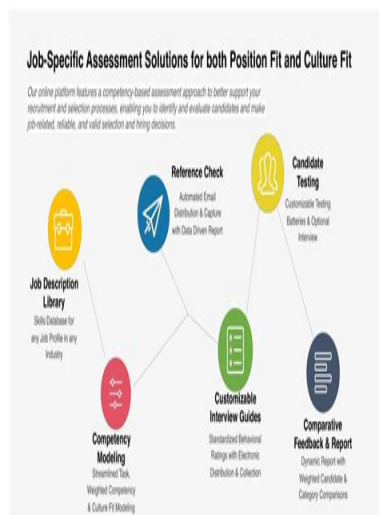 Job-Specific Assessment Solutions for both Position Fit and Culture Fit
Our online platform features a competency-based assessment approach to better support your
recruitment and selection processes, enabling you to identify and evaluate candidates and make
job-related, reliable, and valid selection and hiring decisions.
Reference Check
Automated Email
Distribution & Capture
with Data Driven Report
Candidate
Testing
Customizable Testing
Batteries & Optional
Interview
Job Description
Library
Skills Database for
any Job Profile in any
Industry
Competency
Modeling
Streamlined Task,
Weighted Competency
& Culture Fit Modeling
Customizable
Interview Guides
Standardized Behavioral
Ratings with Electronic
Distribution & Collection
Comparative
Feedback & Report
Dynamic Report with
Weighted Candidate &
Category Comparisons